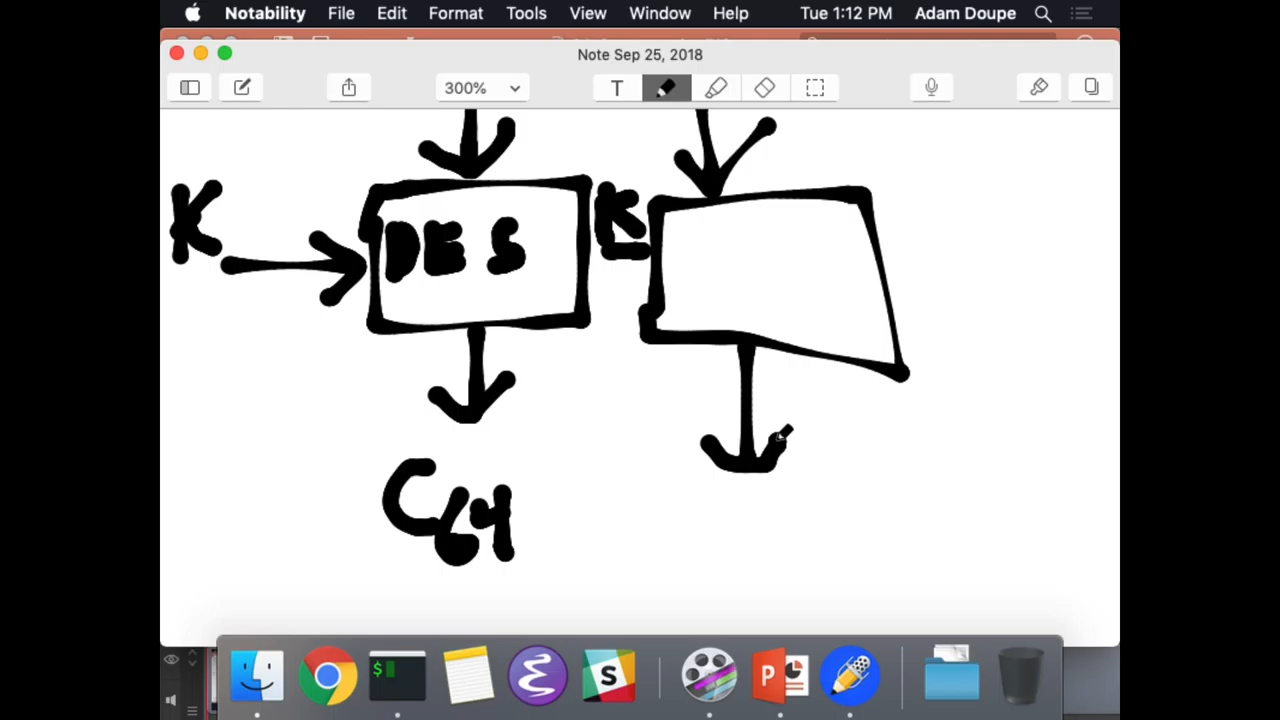 Notability File Edit Format Tools View Window Help Tue 1:12 PM Adam Doupe
Note Sep 25, 2018
300% T
K DES K
C64
$
S
P